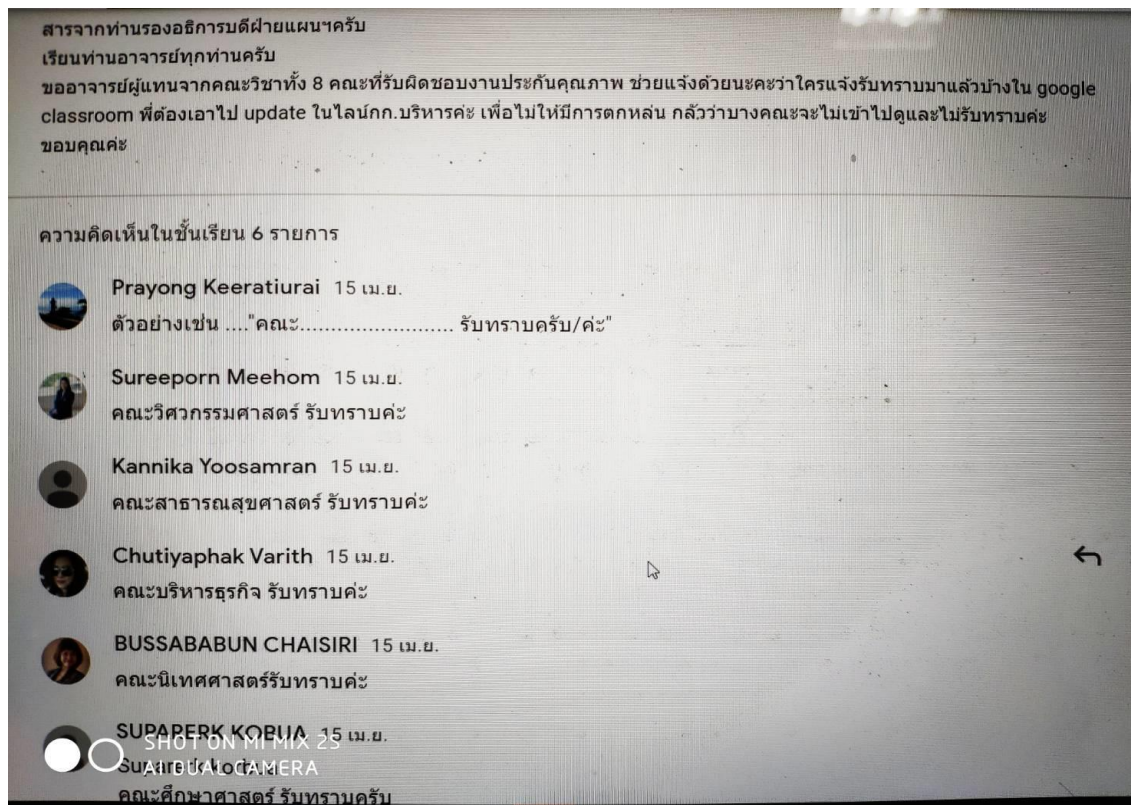 สารจากท่านรองอธิการบดีฝ่ายแผนฯครับ
เรียนท่านอาจารย์ทุกท่านครับ
ขออาจารย์ผู้แทนจากคณะวิชาทั้ง 8 คณะที่รับผิดชอบงานประกันคุณภาพ ช่วยแจ้งด้วยนะคะว่าใครแจ้งรับทราบมาแล้วบ้างใน google
classroom พี่ต้องเอาไป update ในไลน์กก.บริหารค่ะ เพื่อไม่ให้มีการตกหล่น กลัวว่าบางคณะจะไม่เข้าไปดูและไม่รับทราบค่ะ
ขอบคุณค่ะ
ความคิดเห็นในชั้นเรียน 6 รายการ
Prayong Keeratiurai 15 เม.ย.
ตัวอย่างเช่น ...."คณะ.......................... รับทราบครับ/ค่ะ"
Sureeporn Meehom 15 เม.ย.
คณะวิศวกรรมศาสตร์ รับทราบค่ะ
Kannika Yoosamran 15 เม.ย.
คณะสาธารณสุขศาสตร์ รับทราบค่ะ
Chutiyaphak Varith 15 เม.ย.
คณะบริหารธุรกิจ รับทราบค่ะ
BUSSABABUN CHAISIRI 15 เม.ย.
คณะนิเทศศาสตร์รับทราบค่ะ
SUPARERK KOBUA 15 เม.ย.
SHOT ON MI MIX 2S
AI DUAL CAMERA
คณะศึกษาศาสตร์ รับทราบครับ